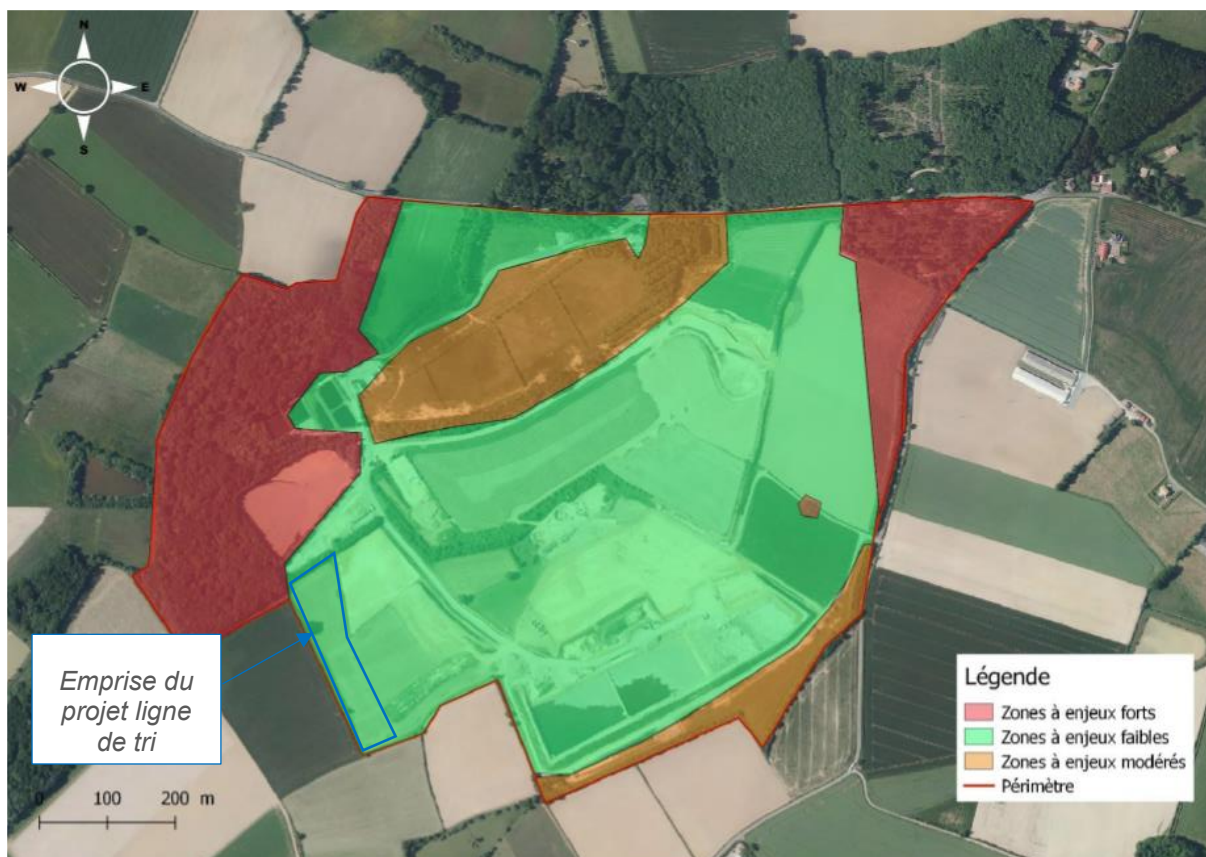 N
W E
S
Emprise du
projet ligne
de tri
Légende
Zones à enjeux forts
Zones à enjeux faibles
Zones à enjeux modérés
Périmètre
0 100 200 m